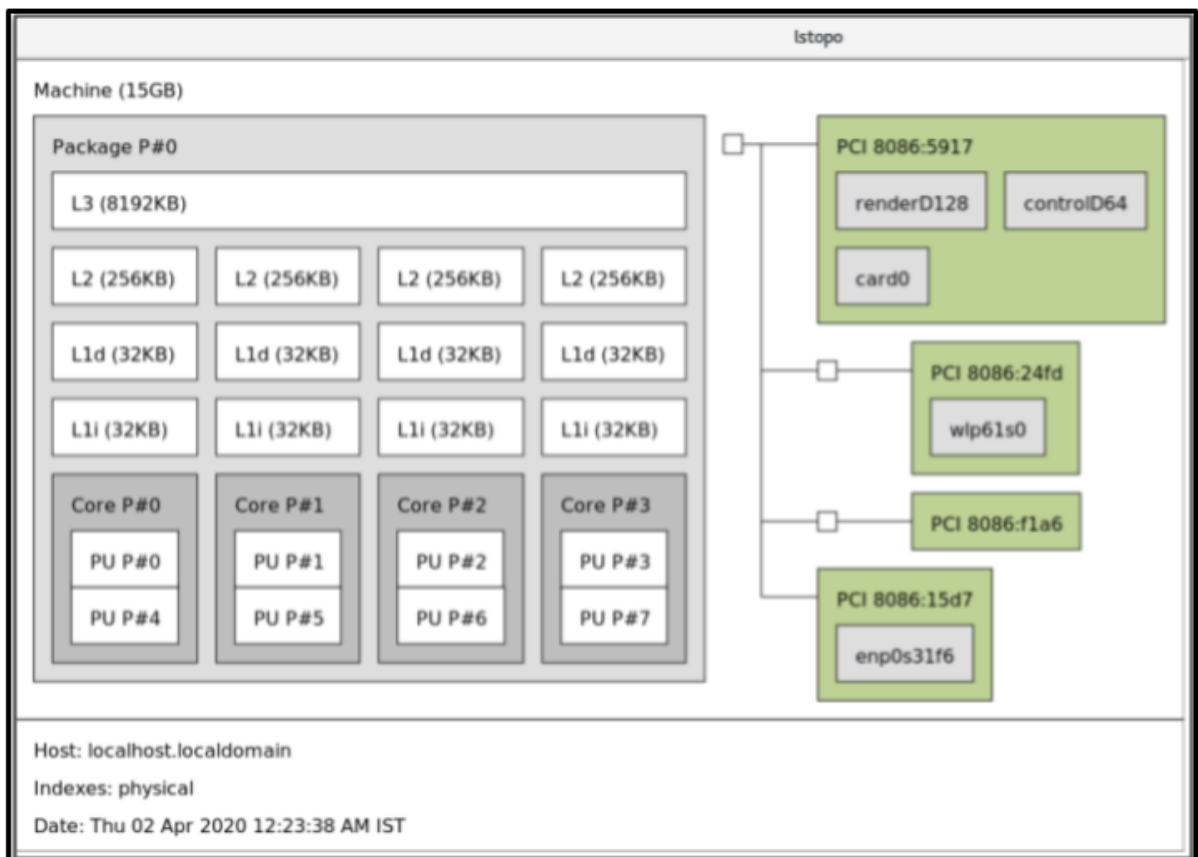 lstopo
Machine (15GB)
Package P#0
L3 (8192KB)
L2 (256KB) L2 (256KB) L2 (256KB) L2 (256KB)
L1d (32KB) L1d (32KB) L1d (32KB) L1d (32KB)
L1i (32KB) L1i (32KB) L1i (32KB) L1i (32KB)
Core P#0 Core P#1 Core P#2 Core P#3
PU P#0 PU P#1 PU P#2 PU P#3
PU P#4 PU P#5 PU P#6 PU P#7
PCI 8086:5917
renderD128 controlD64
card0
PCI 8086:24fd
wlp61s0
PCI 8086:f1a6
PCI 8086:15d7
enp0s31f6
Host: localhost.localdomain
Indexes: physical
Date: Thu 02 Apr 2020 12:23:38 AM IST